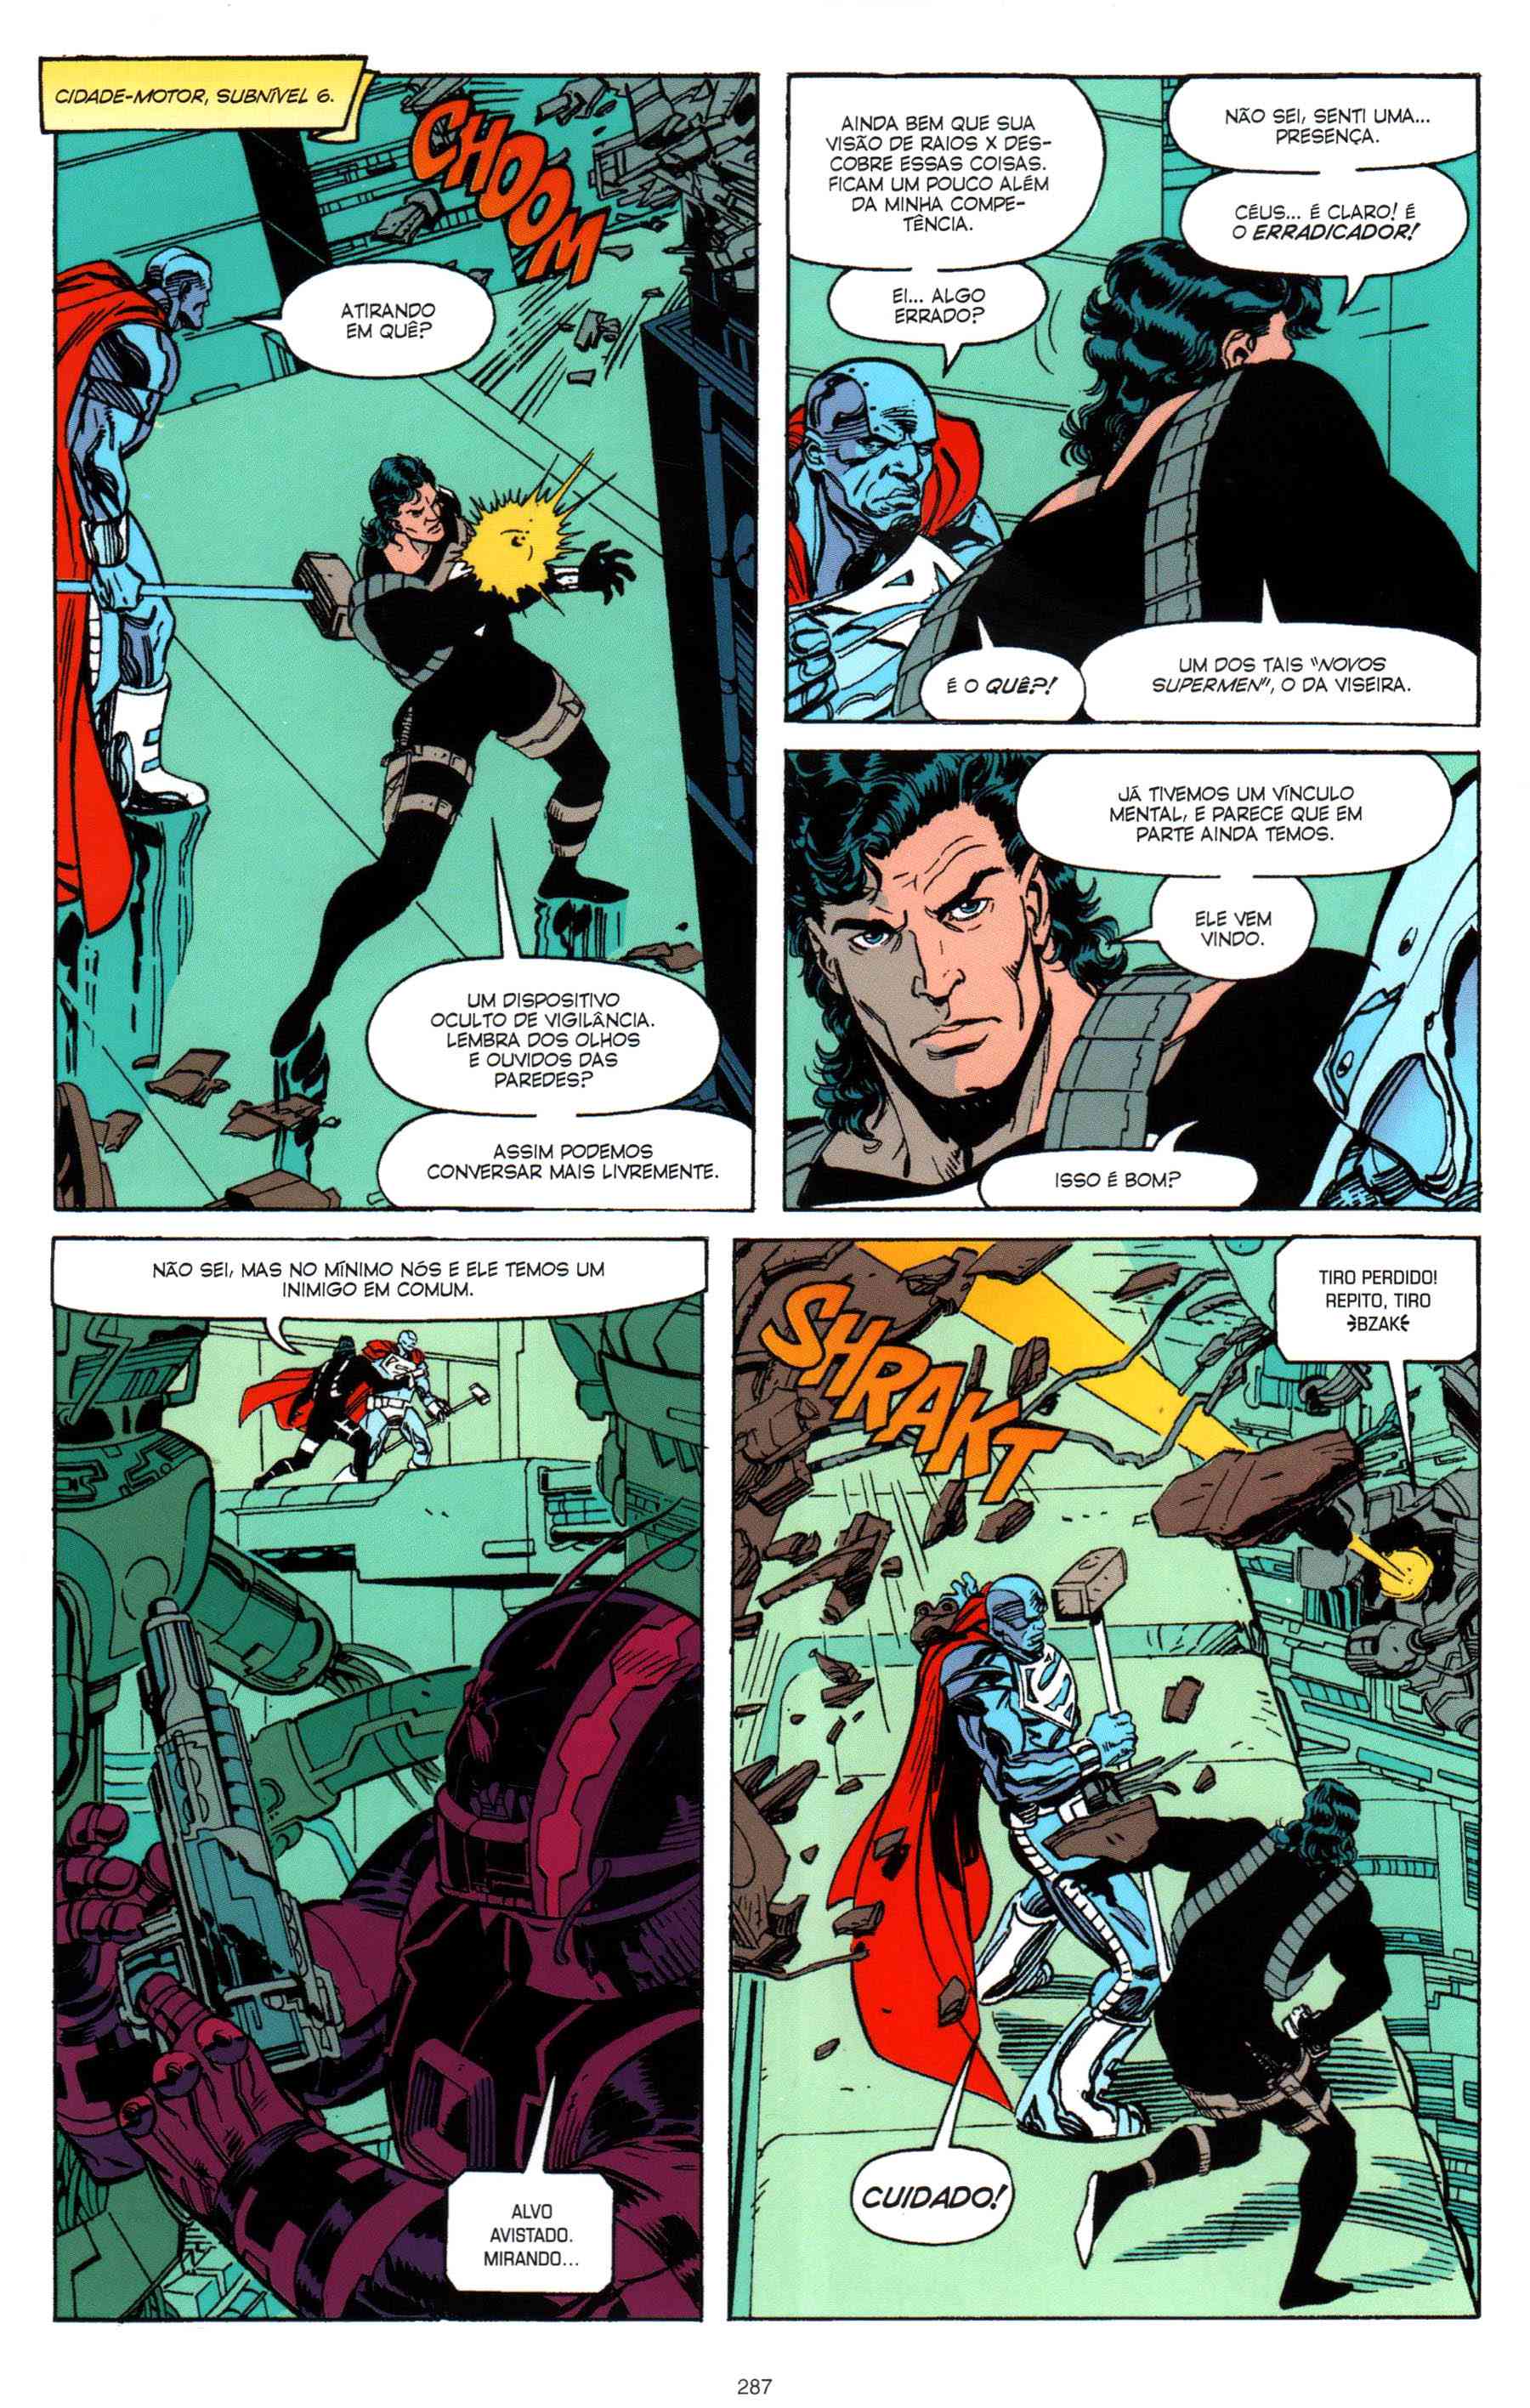 CIDADE-MOTOR, SUBNÍVEL 6.
CHOOM
ATIRANDO
EM QUÊ?
UM DISPOSITIVO
OCULTO DE VIGILÂNCIA.
LEMBRA DOS OLHOS
E OUVIDOS DAS
PAREDES?
ASSIM PODEMOS
CONVERSAR MAIS LIVREMENTE.
AINDA BEM QUE SUA
VISÃO DE RAIOS X DES-
COBRE ESSAS COISAS.
FICAM UM POUCO ALÉM
DA MINHA COMPE-
TÊNCIA.
EI... ALGO
ERRADO?
NÃO SEI, SENTI UMA...
PRESENÇA.
CÉUS... É CLARO! É
O ERRADICADOR!
É O QUÊ?!
UM DOS TAIS "NOVOS
SUPERMEN", O DA VISEIRA.
JÁ TIVEMOS UM VÍNCULO
MENTAL, E PARECE QUE EM
PARTE AINDA TEMOS.
ELE VEM
VINDO.
ISSO É BOM?
NÃO SEI, MAS NO MÍNIMO NÓS E ELE TEMOS UM
INIMIGO EM COMUM.
ALVO
AVISTADO.
MIRANDO...
SHRAKT
TIRO PERDIDO!
REPITO, TIRO
BZAK
CUIDADO!
287